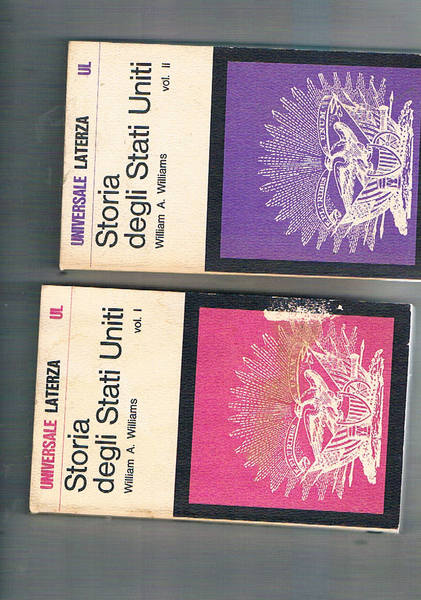 UNIVERSALE LATERZA UL
Storia
degli Stati Uniti
William A. Williams vol. II
UNIVERSALE LATERZA UL
Storia
degli Stati Uniti
William A. Williams vol. I